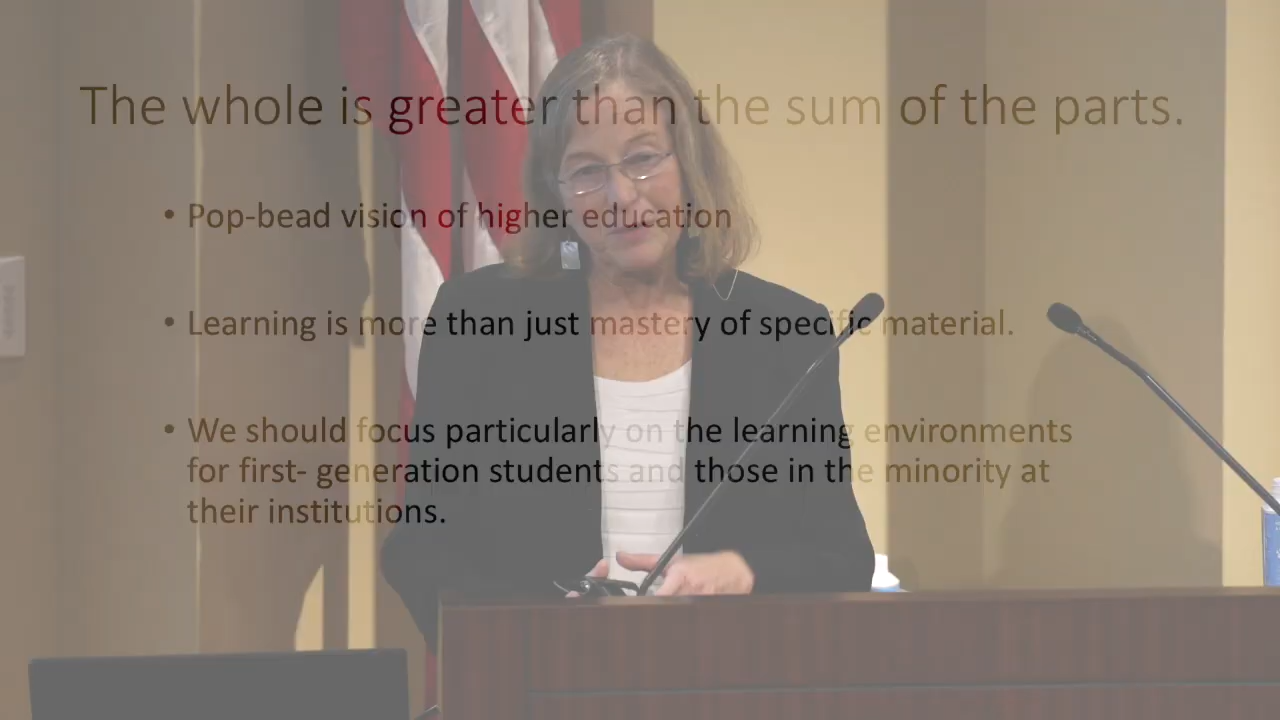 The whole is greater than the sum of the parts.
• Pop-bead vision of higher education
• Learning is more than just mastery of specific material.
• We should focus particularly on the learning environments
for first- generation students and those in the minority at
their institutions.